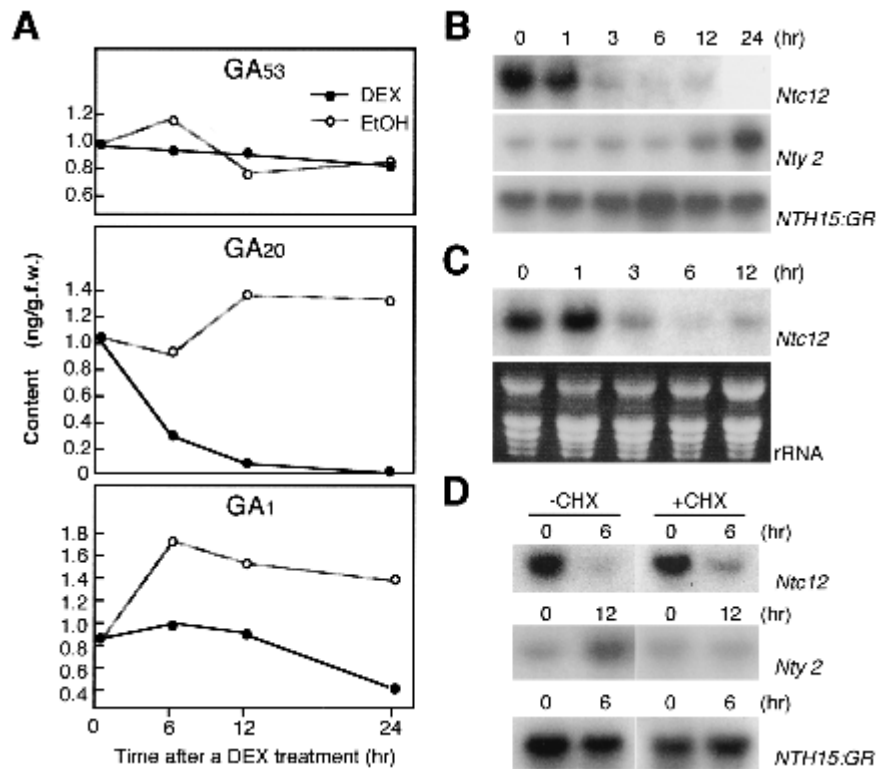 A
GA53
DEX
EtOH
1.2
1.0
0.8
0.6
GA20
1.4
1.2
1.0
0.8
0.6
0.4
0.2
0
GA1
1.8
1.6
1.4
1.2
1.0
0.8
0.6
0.4
Content (ng/g.f.w.)
0 6 12 24
Time after a DEX treatment (hr)
B
0 1 3 6 12 24 (hr)
Ntc12
Nty 2
NTH15:GR
C
0 1 3 6 12 (hr)
Ntc12
rRNA
D
-CHX +CHX
0 6 0 6 (hr)
Ntc12
0 12 0 12 (hr)
Nty 2
0 6 0 6 (hr)
NTH15:GR